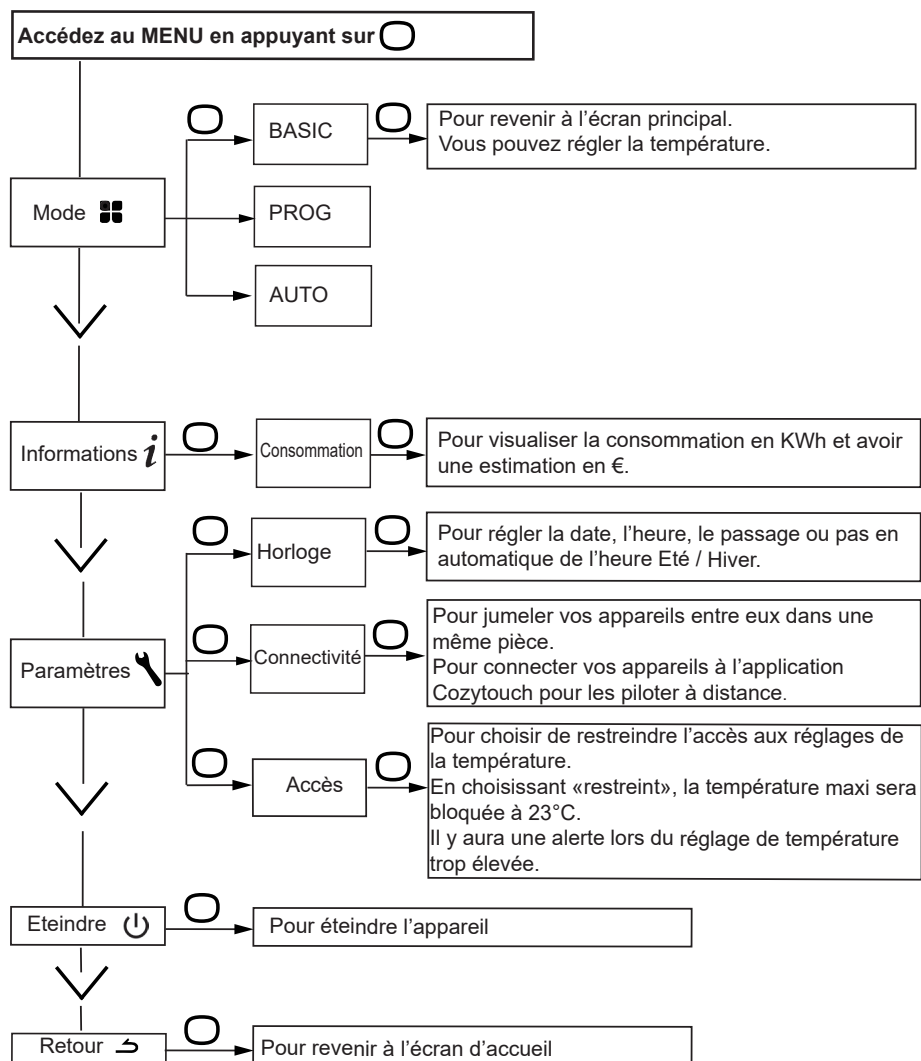 Accédez au MENU en appuyant sur
Mode
BASIC
Pour revenir à l'écran principal.
Vous pouvez régler la température.
PROG
AUTO
Informations i
Consommation
Pour visualiser la consommation en KWh et avoir
une estimation en €.
Paramètres
Horloge
Pour régler la date, l'heure, le passage ou pas en
automatique de l'heure Eté / Hiver.
Connectivité
Pour jumeler vos appareils entre eux dans une
même pièce.
Pour connecter vos appareils à l'application
Cozytouch pour les piloter à distance.
Accès
Pour choisir de restreindre l'accès aux réglages de
la température.
En choisissant «restreint», la température maxi sera
bloquée à 23°C.
Il y aura une alerte lors du réglage de température
trop élevée.
Eteindre
Pour éteindre l'appareil
Retour
Pour revenir à l'écran d'accueil